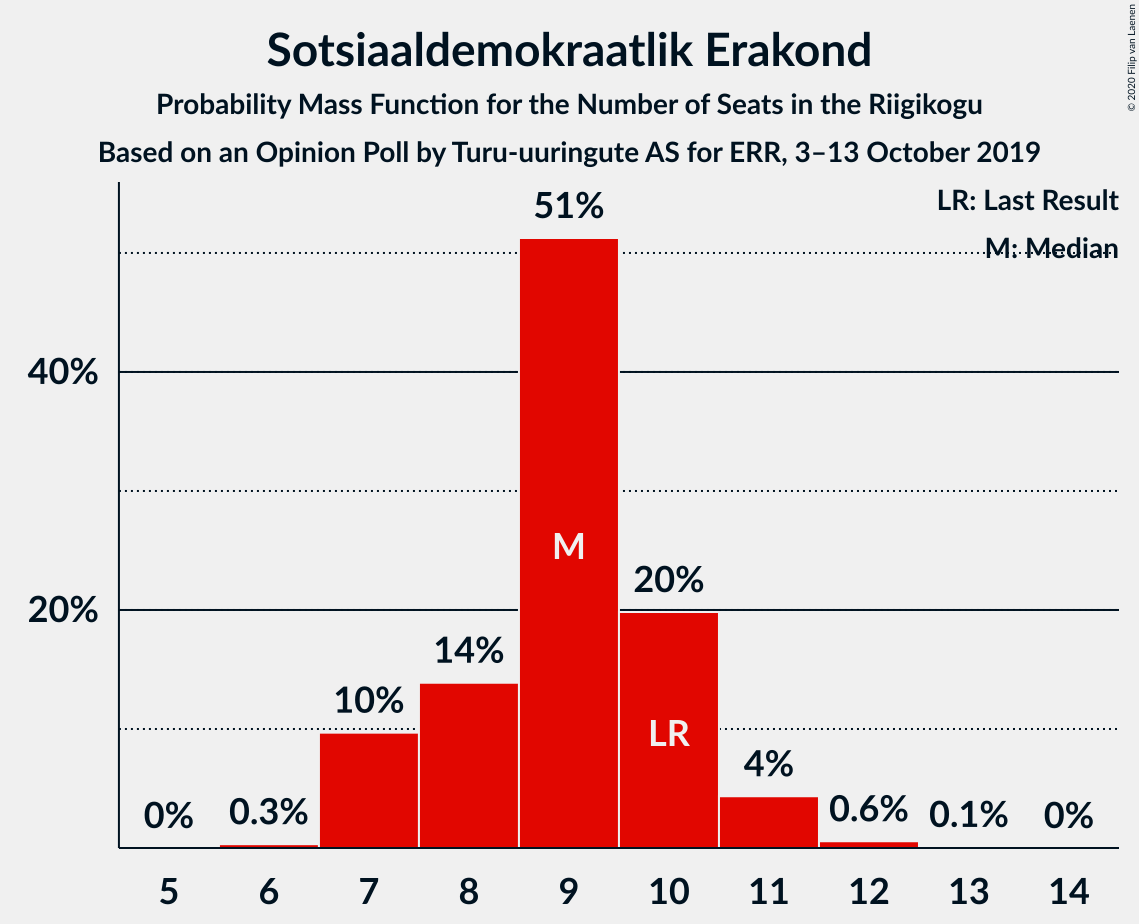 Sotsiaaldemokraatlik Erakond
Probability Mass Function for the Number of Seats in the Riigikogu
Based on an Opinion Poll by Turu-uuringute AS for ERR, 3–13 October 2019
© 2020 Filip van Laenen
LR: Last Result
M: Median
51%
40%
M
20%
20%
14%
10%
LR
4%
0%
0.3%
0.6%
0.1%
0%
5 6 7 8 9 10 11 12 13 14